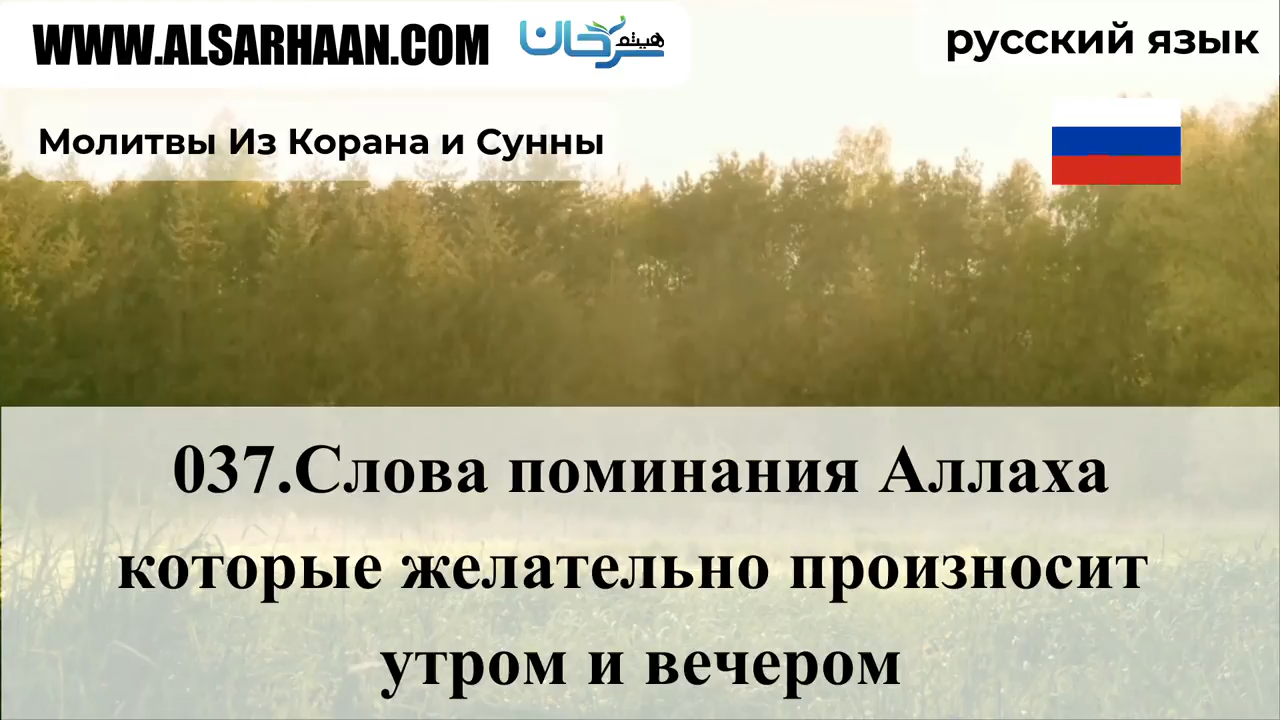 WWW.ALSARHAAN.COM
هيثم سرحان
русский язык
Молитвы Из Корана и Сунны
037.Слова поминания Аллаха
которые желательно произносит
утром и вечером